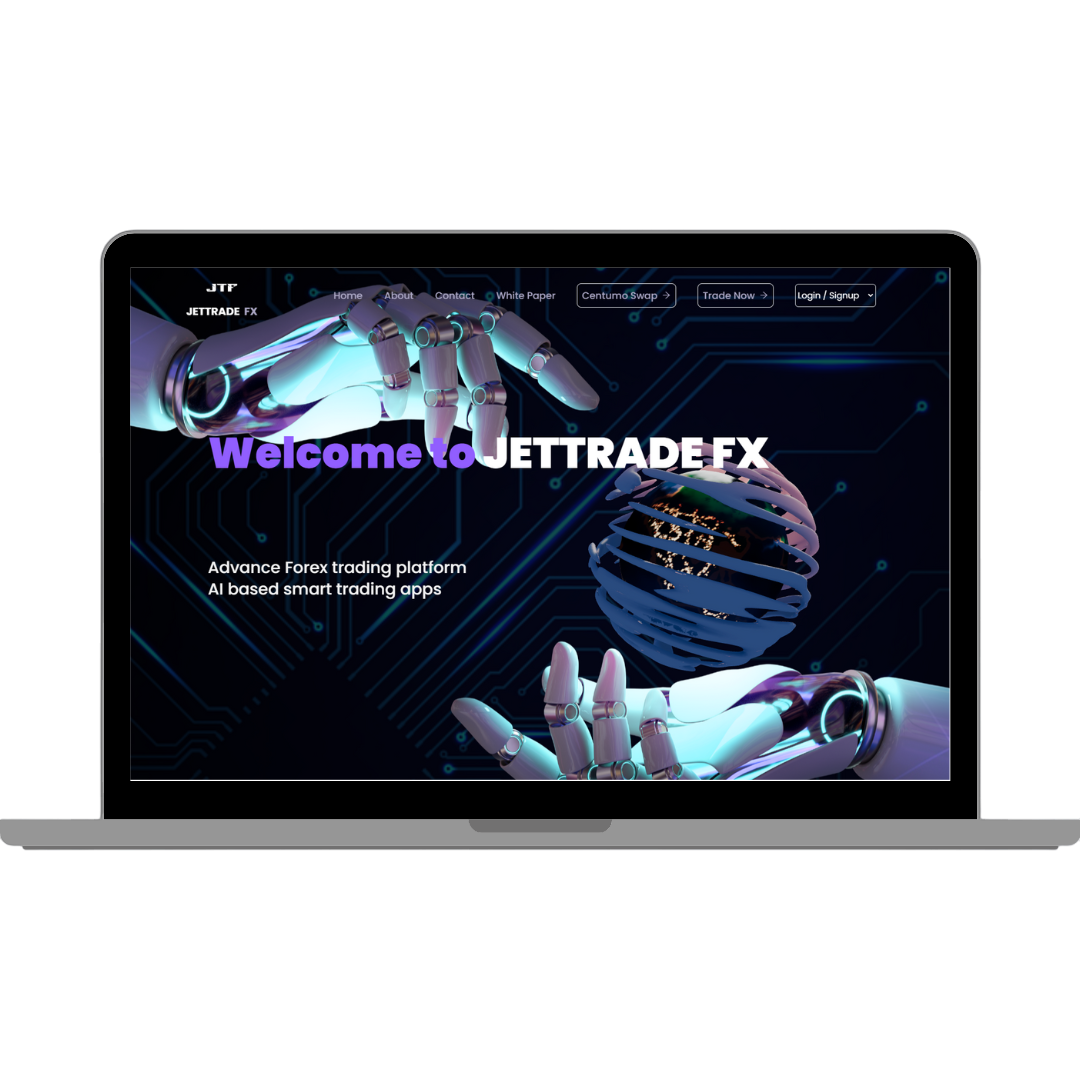 JTF
JETTRADE FX
Home About Contact White Paper Centumo Swap → Trade Now → Login / Signup
Welcome to JETTRADE FX
Advance Forex trading platform
AI based smart trading apps